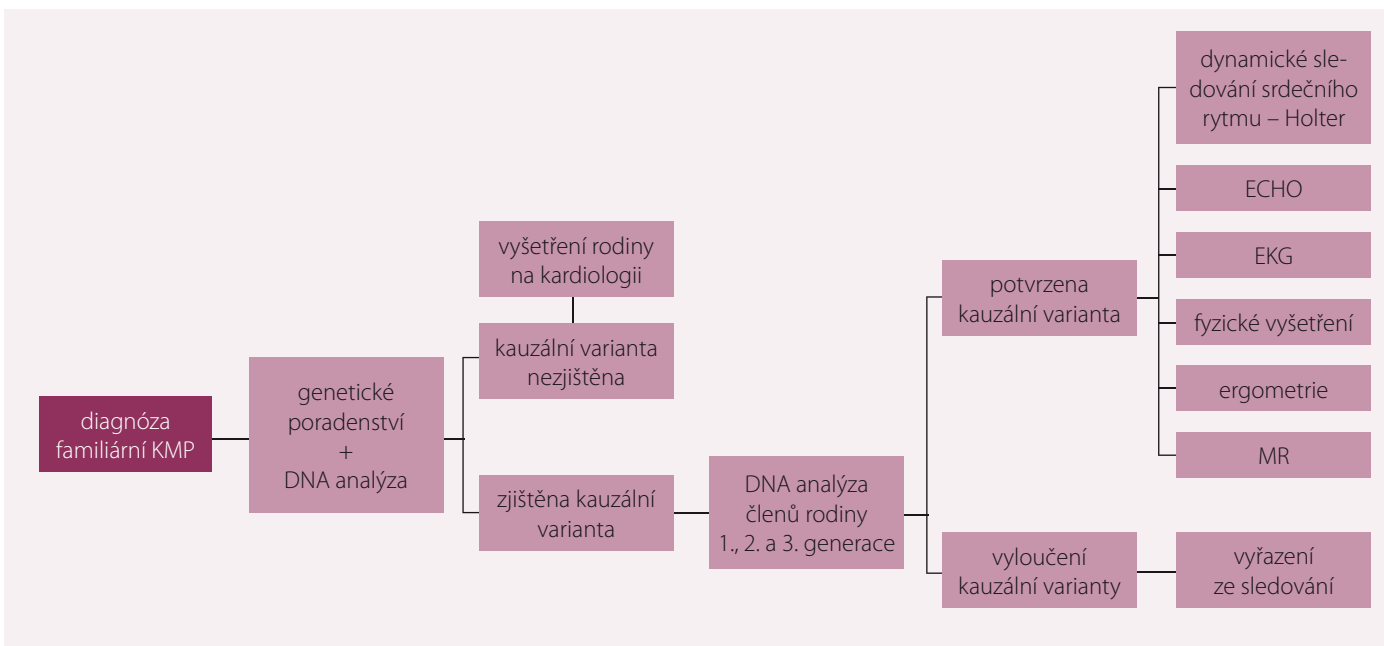 diagnóza
familiární KMP
genetické
poradenství
+
DNA analýza
vyšetření rodiny
na kardiologii
kauzální varianta
nezjištěna
zjištěna kauzální
varianta
DNA analýza
členů rodiny
1., 2. a 3. generace
potvrzena
kauzální varianta
dynamické sle-
dování srdečního
rytmu – Holter
ECHO
EKG
fyzické vyšetření
ergometrie
MR
vyloučení
kauzální varianty
vyřazení
ze sledování